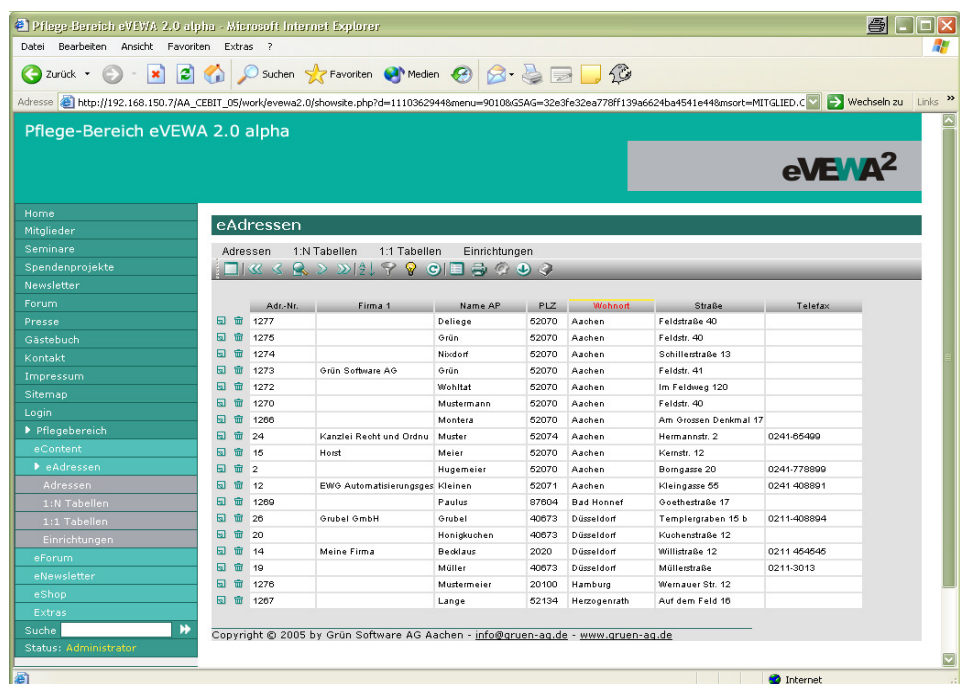 Pflege-Bereich eVEWA 2.0 alpha - Microsoft Internet Explorer
Datei Bearbeiten Ansicht Favoriten Extras ?
Zurück Suchen Favoriten Medien
Adresse http://192.168.150.7/AA_CEBIT_05/work/evewa2.0/showsite.php?d=1110362944&menu=9010&GSAG=32e3fe32ea778ff139a6624ba4541e44&msort=MITGLIED.C Wechseln zu Links »
Pflege-Bereich eVEWA 2.0 alpha
eVEWA2
Home
Mitglieder
Seminare
Spendenprojekte
Newsletter
Forum
Presse
Gästebuch
Kontakt
Impressum
Sitemap
Login
Pflegebereich
eContent
eAdressen
Adressen
1:N Tabellen
1:1 Tabellen
Einrichtungen
eForum
eNewsletter
eShop
Extras
Suche
Status: Administrator
eAdressen
Adressen 1:N Tabellen 1:1 Tabellen Einrichtungen
Adr.-Nr. Firma 1 Name AP PLZ Wohnort Straße Telefax
1277 Deliege 52070 Aachen Feldstraße 40
1275 Grün 52070 Aachen Feldstr. 40
1274 Nixdorf 52070 Aachen Schillerstraße 13
1273 Grün Software AG Grün 52070 Aachen Feldstr. 41
1272 Wohltat 52070 Aachen Im Feldweg 120
1270 Mustermann 52070 Aachen Feldstr. 40
1266 Montera 52070 Aachen Am Grossen Denkmal 17
24 Kanzlei Recht und Ordnu Muster 52074 Aachen Hermannstr. 2 0241-65499
15 Horst Meier 52070 Aachen Kernstr. 12
2 Hugemeier 52070 Aachen Borngasse 20 0241-778899
12 EWG Automatisierungsges Kleinen 52071 Aachen Kleingasse 55 0241 408891
1269 Paulus 87604 Bad Honnef Goethestraße 17
26 Grubel GmbH Grubel 40673 Düsseldorf Templergraben 15 b 0211-408894
20 Honigkuchen 40673 Düsseldorf Kuchenstraße 12
14 Meine Firma Becklaus 2020 Düsseldorf Willistraße 12 0211 454545
19 Müller 40673 Düsseldorf Müllerstraße 0211-3013
1276 Mustermeier 20100 Hamburg Wernauer Str. 12
1267 Lange 52134 Herzogenrath Auf dem Feld 16
Copyright © 2005 by Grün Software AG Aachen - info@gruen-ag.de - www.gruen-ag.de
Internet